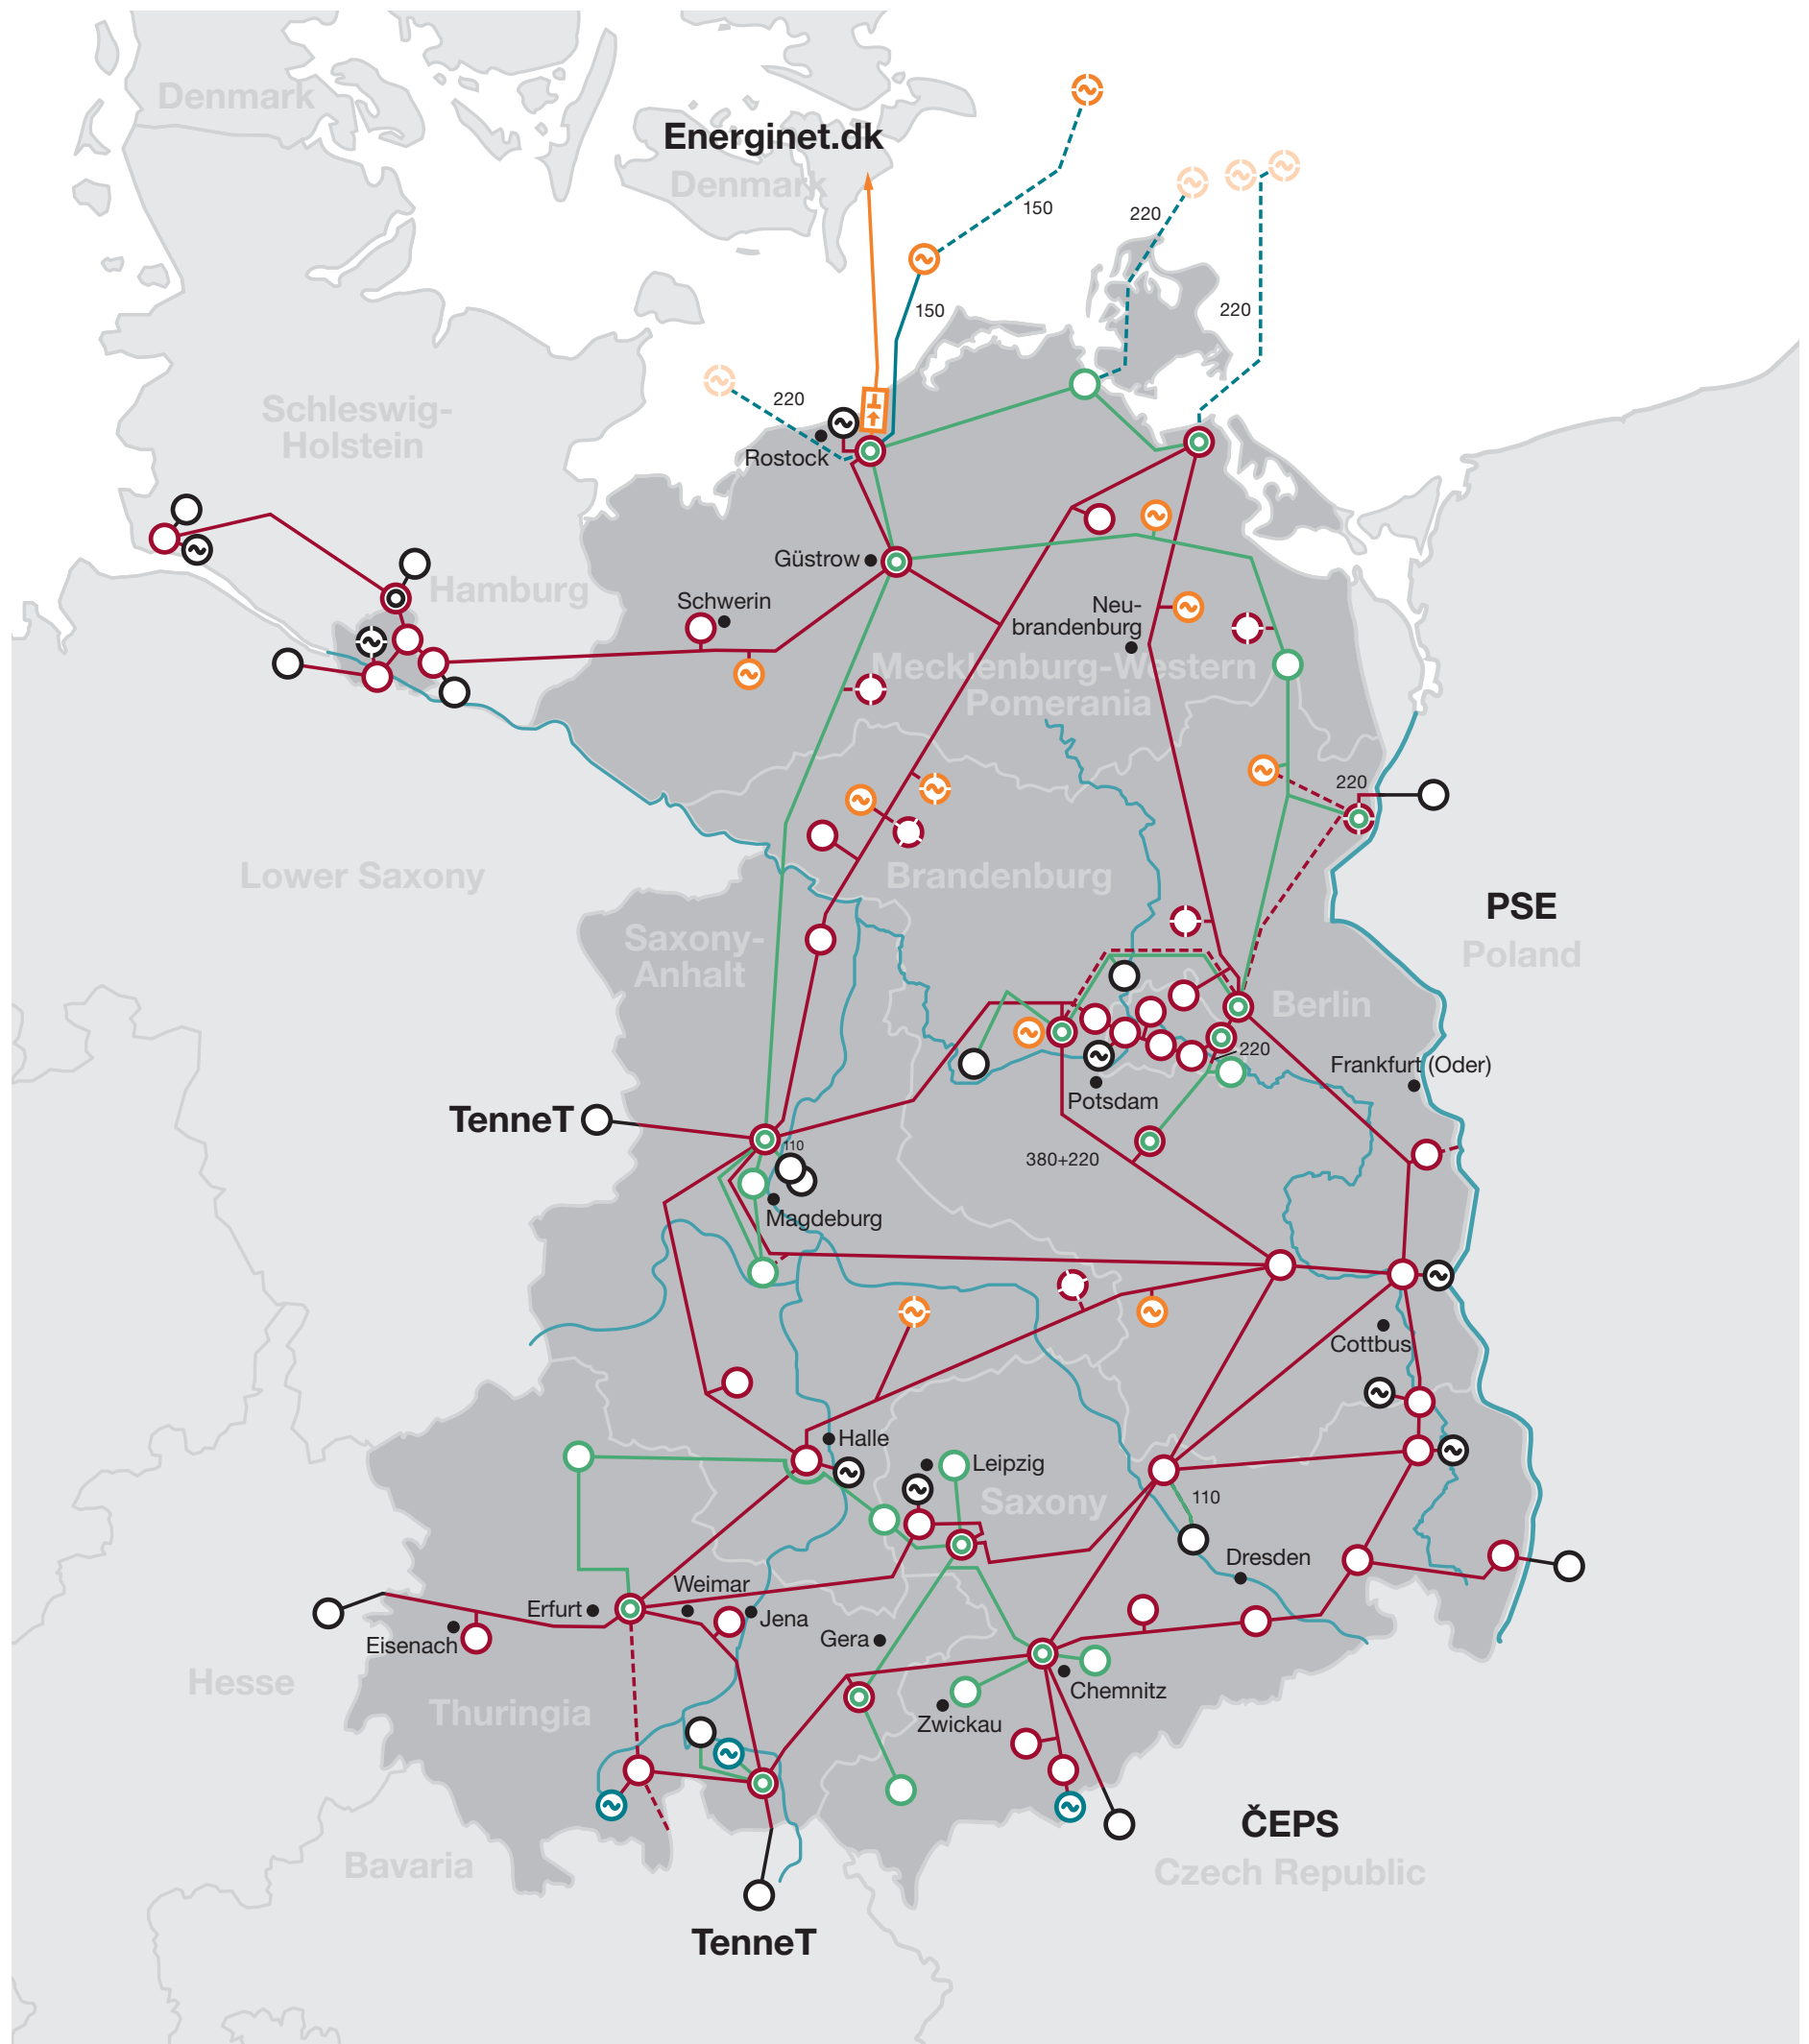 Denmark
Energinet.dk
Denmark
150
220
150
220
220
Schleswig-
Holstein
Rostock
Güstrow
Hamburg
Schwerin
Neu-
brandenburg
Mecklenburg-Western
Pomerania
220
Lower Saxony
Brandenburg
PSE
Poland
Saxony-
Anhalt
Berlin
220
Frankfurt (Oder)
Potsdam
TenneT
110
380+220
Magdeburg
Cottbus
Halle
Leipzig
Saxony
110
Dresden
Weimar
Erfurt
Jena
Eisenach
Gera
Hesse
Thuringia
Chemnitz
Zwickau
ČEPS
Czech Republic
Bavaria
TenneT